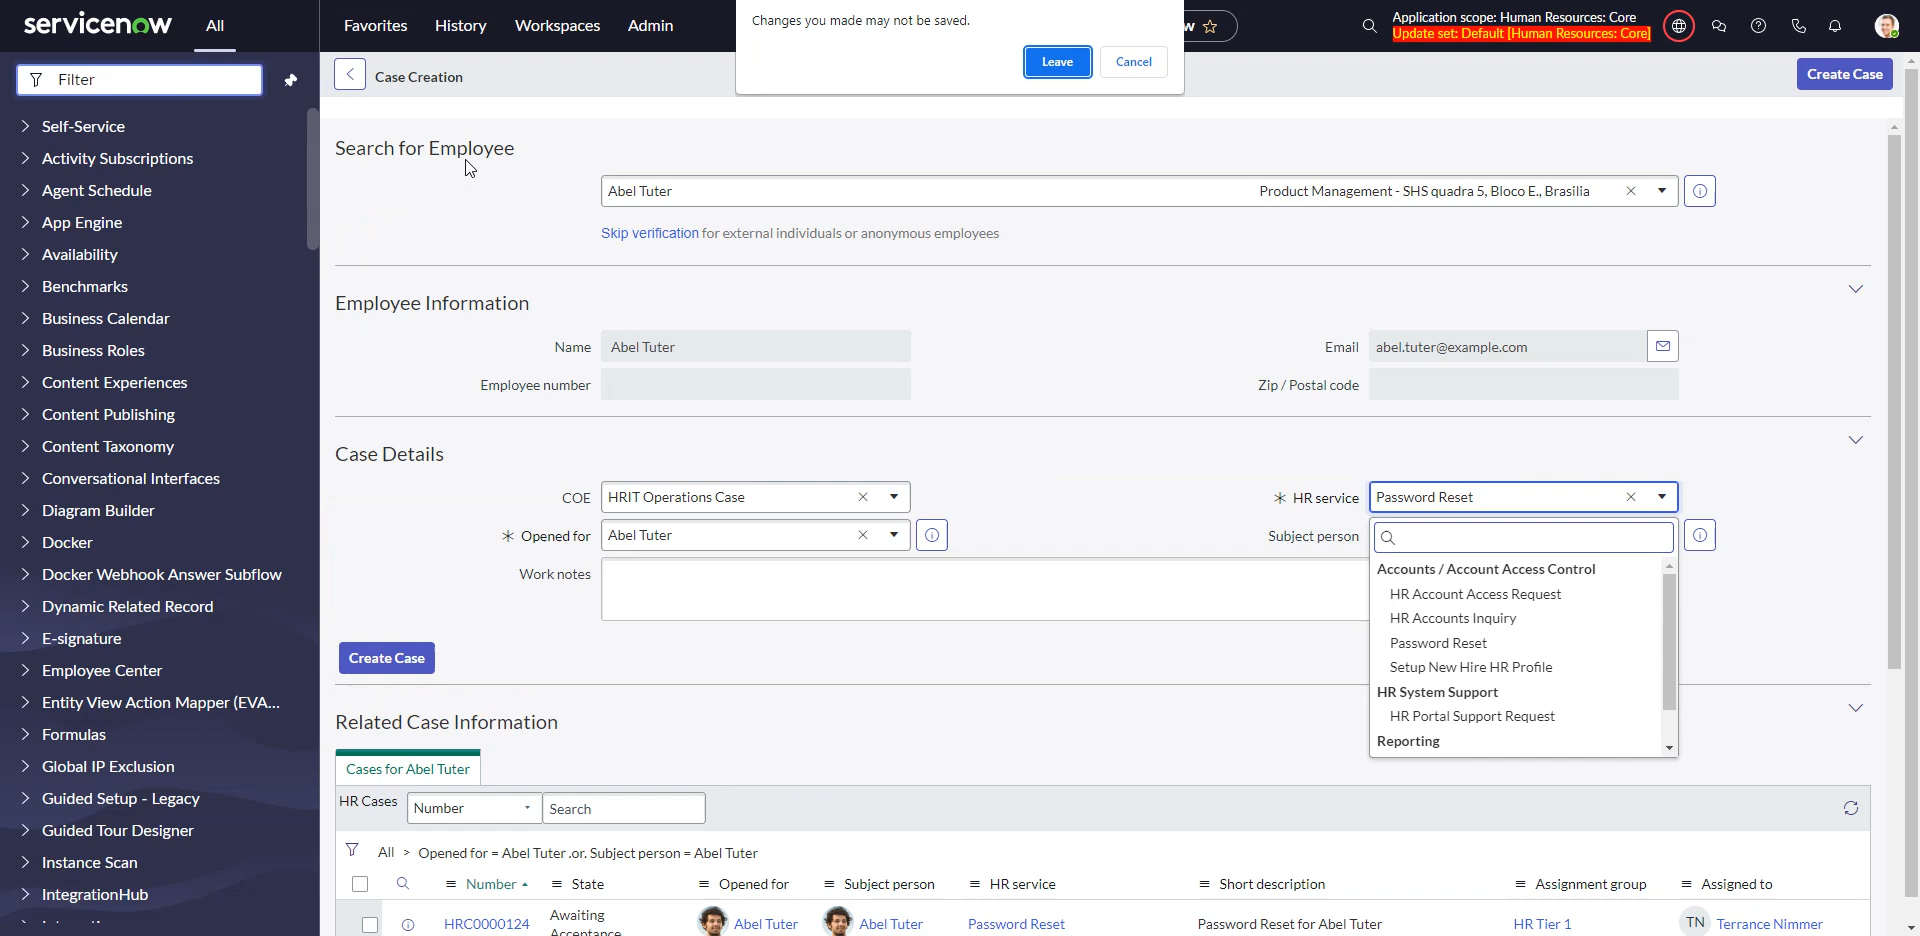 servicenow
All
Favorites
History
Workspaces
Admin
Changes you made may not be saved.
Leave
Cancel
w
Application scope: Human Resources: Core
Update set: Default [Human Resources: Core]
Filter
Case Creation
Create Case
Self-Service
Activity Subscriptions
Agent Schedule
App Engine
Availability
Benchmarks
Business Calendar
Business Roles
Content Experiences
Content Publishing
Content Taxonomy
Conversational Interfaces
Diagram Builder
Docker
Docker Webhook Answer Subflow
Dynamic Related Record
E-signature
Employee Center
Entity View Action Mapper (EVA...
Formulas
Global IP Exclusion
Guided Setup - Legacy
Guided Tour Designer
Instance Scan
IntegrationHub
Search for Employee
Abel Tuter Product Management - SHS quadra 5, Bloco E., Brasilia
Skip verification for external individuals or anonymous employees
Employee Information
Name Abel Tuter
Email abel.tuter@example.com
Employee number
Zip / Postal code
Case Details
COE HRIT Operations Case
HR service Password Reset
Opened for Abel Tuter
Subject person
Work notes
Accounts / Account Access Control
HR Account Access Request
HR Accounts Inquiry
Password Reset
Setup New Hire HR Profile
HR System Support
HR Portal Support Request
Reporting
Create Case
Related Case Information
Cases for Abel Tuter
HR Cases Number Search
All > Opened for = Abel Tuter .or. Subject person = Abel Tuter
Number State Opened for Subject person HR service Short description Assignment group Assigned to
HRC0000124 Awaiting Acceptance Abel Tuter Abel Tuter Password Reset Password Reset for Abel Tuter HR Tier 1 TN Terrance Nimmer